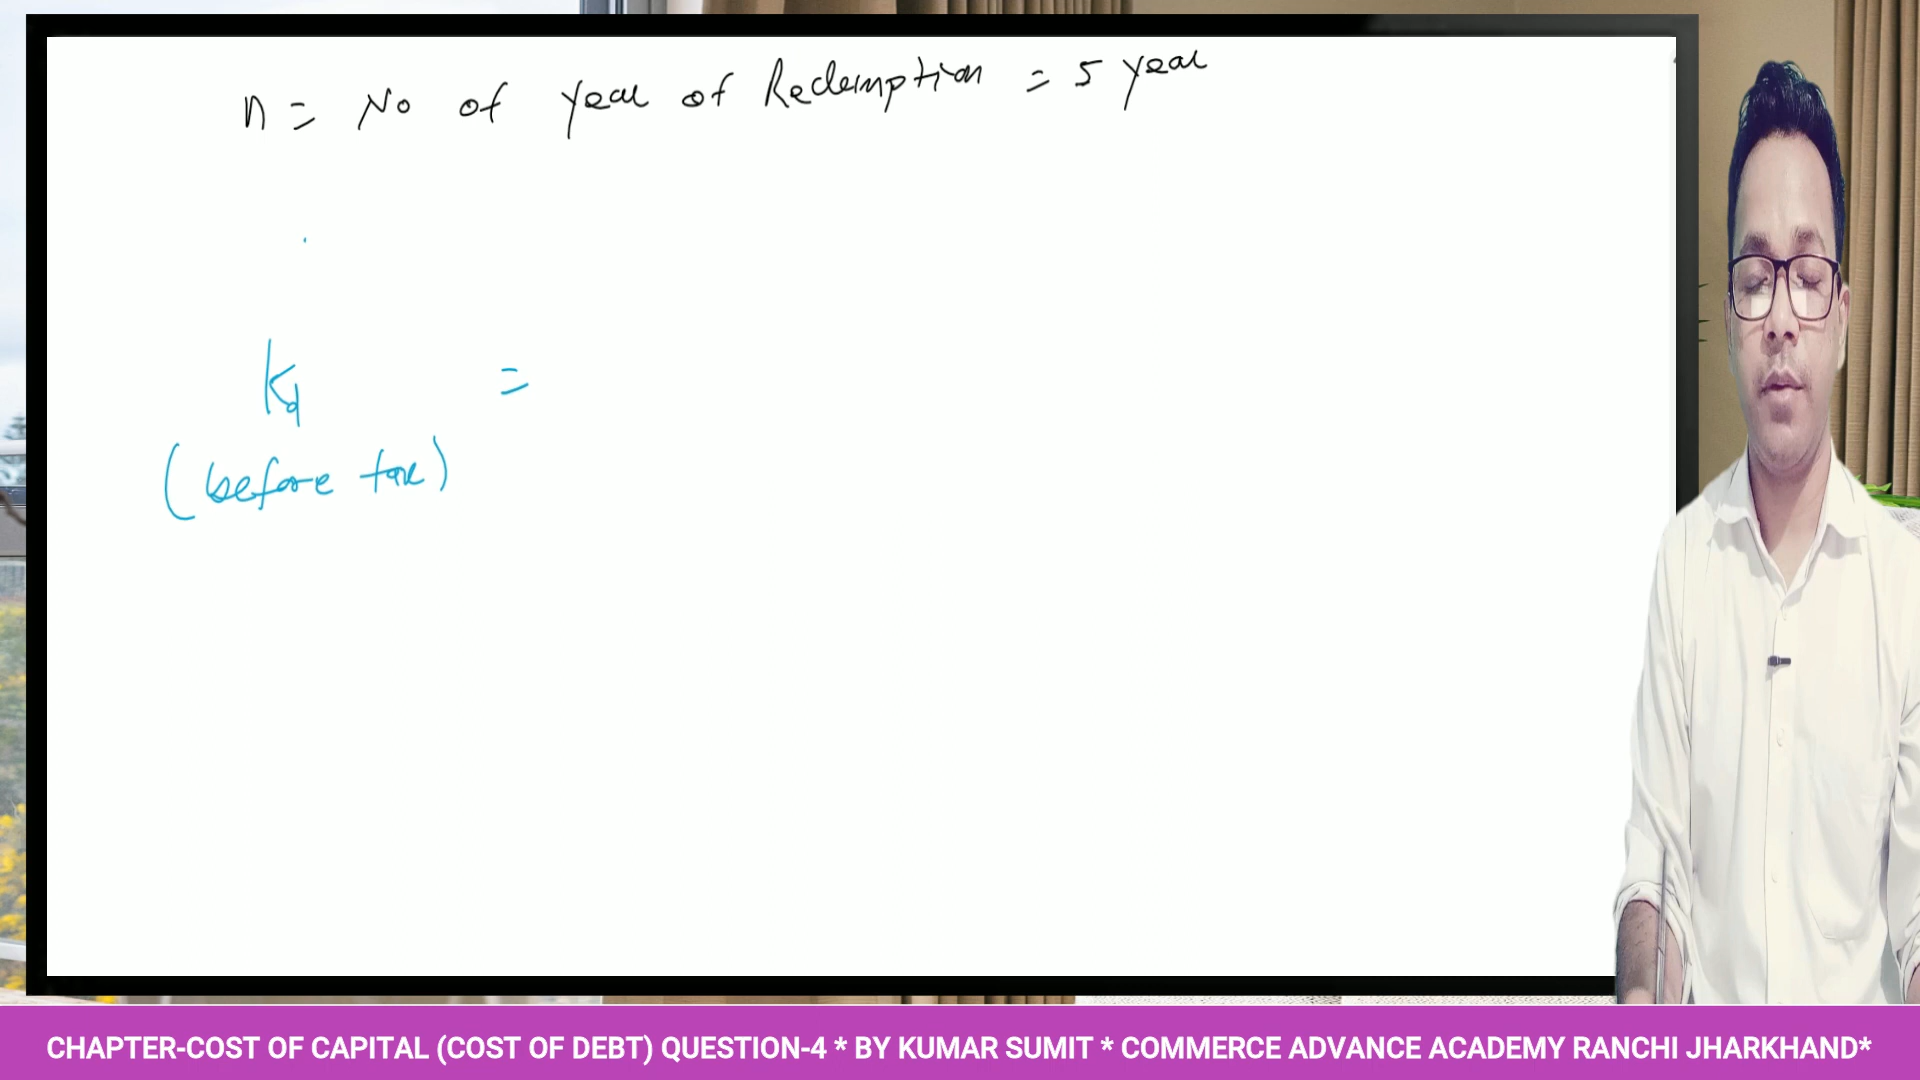 n = No of year of Redemption = 5 year
Kd =
(before tax)
CHAPTER-COST OF CAPITAL (COST OF DEBT) QUESTION-4 * BY KUMAR SUMIT * COMMERCE ADVANCE ACADEMY RANCHI JHARKHAND*